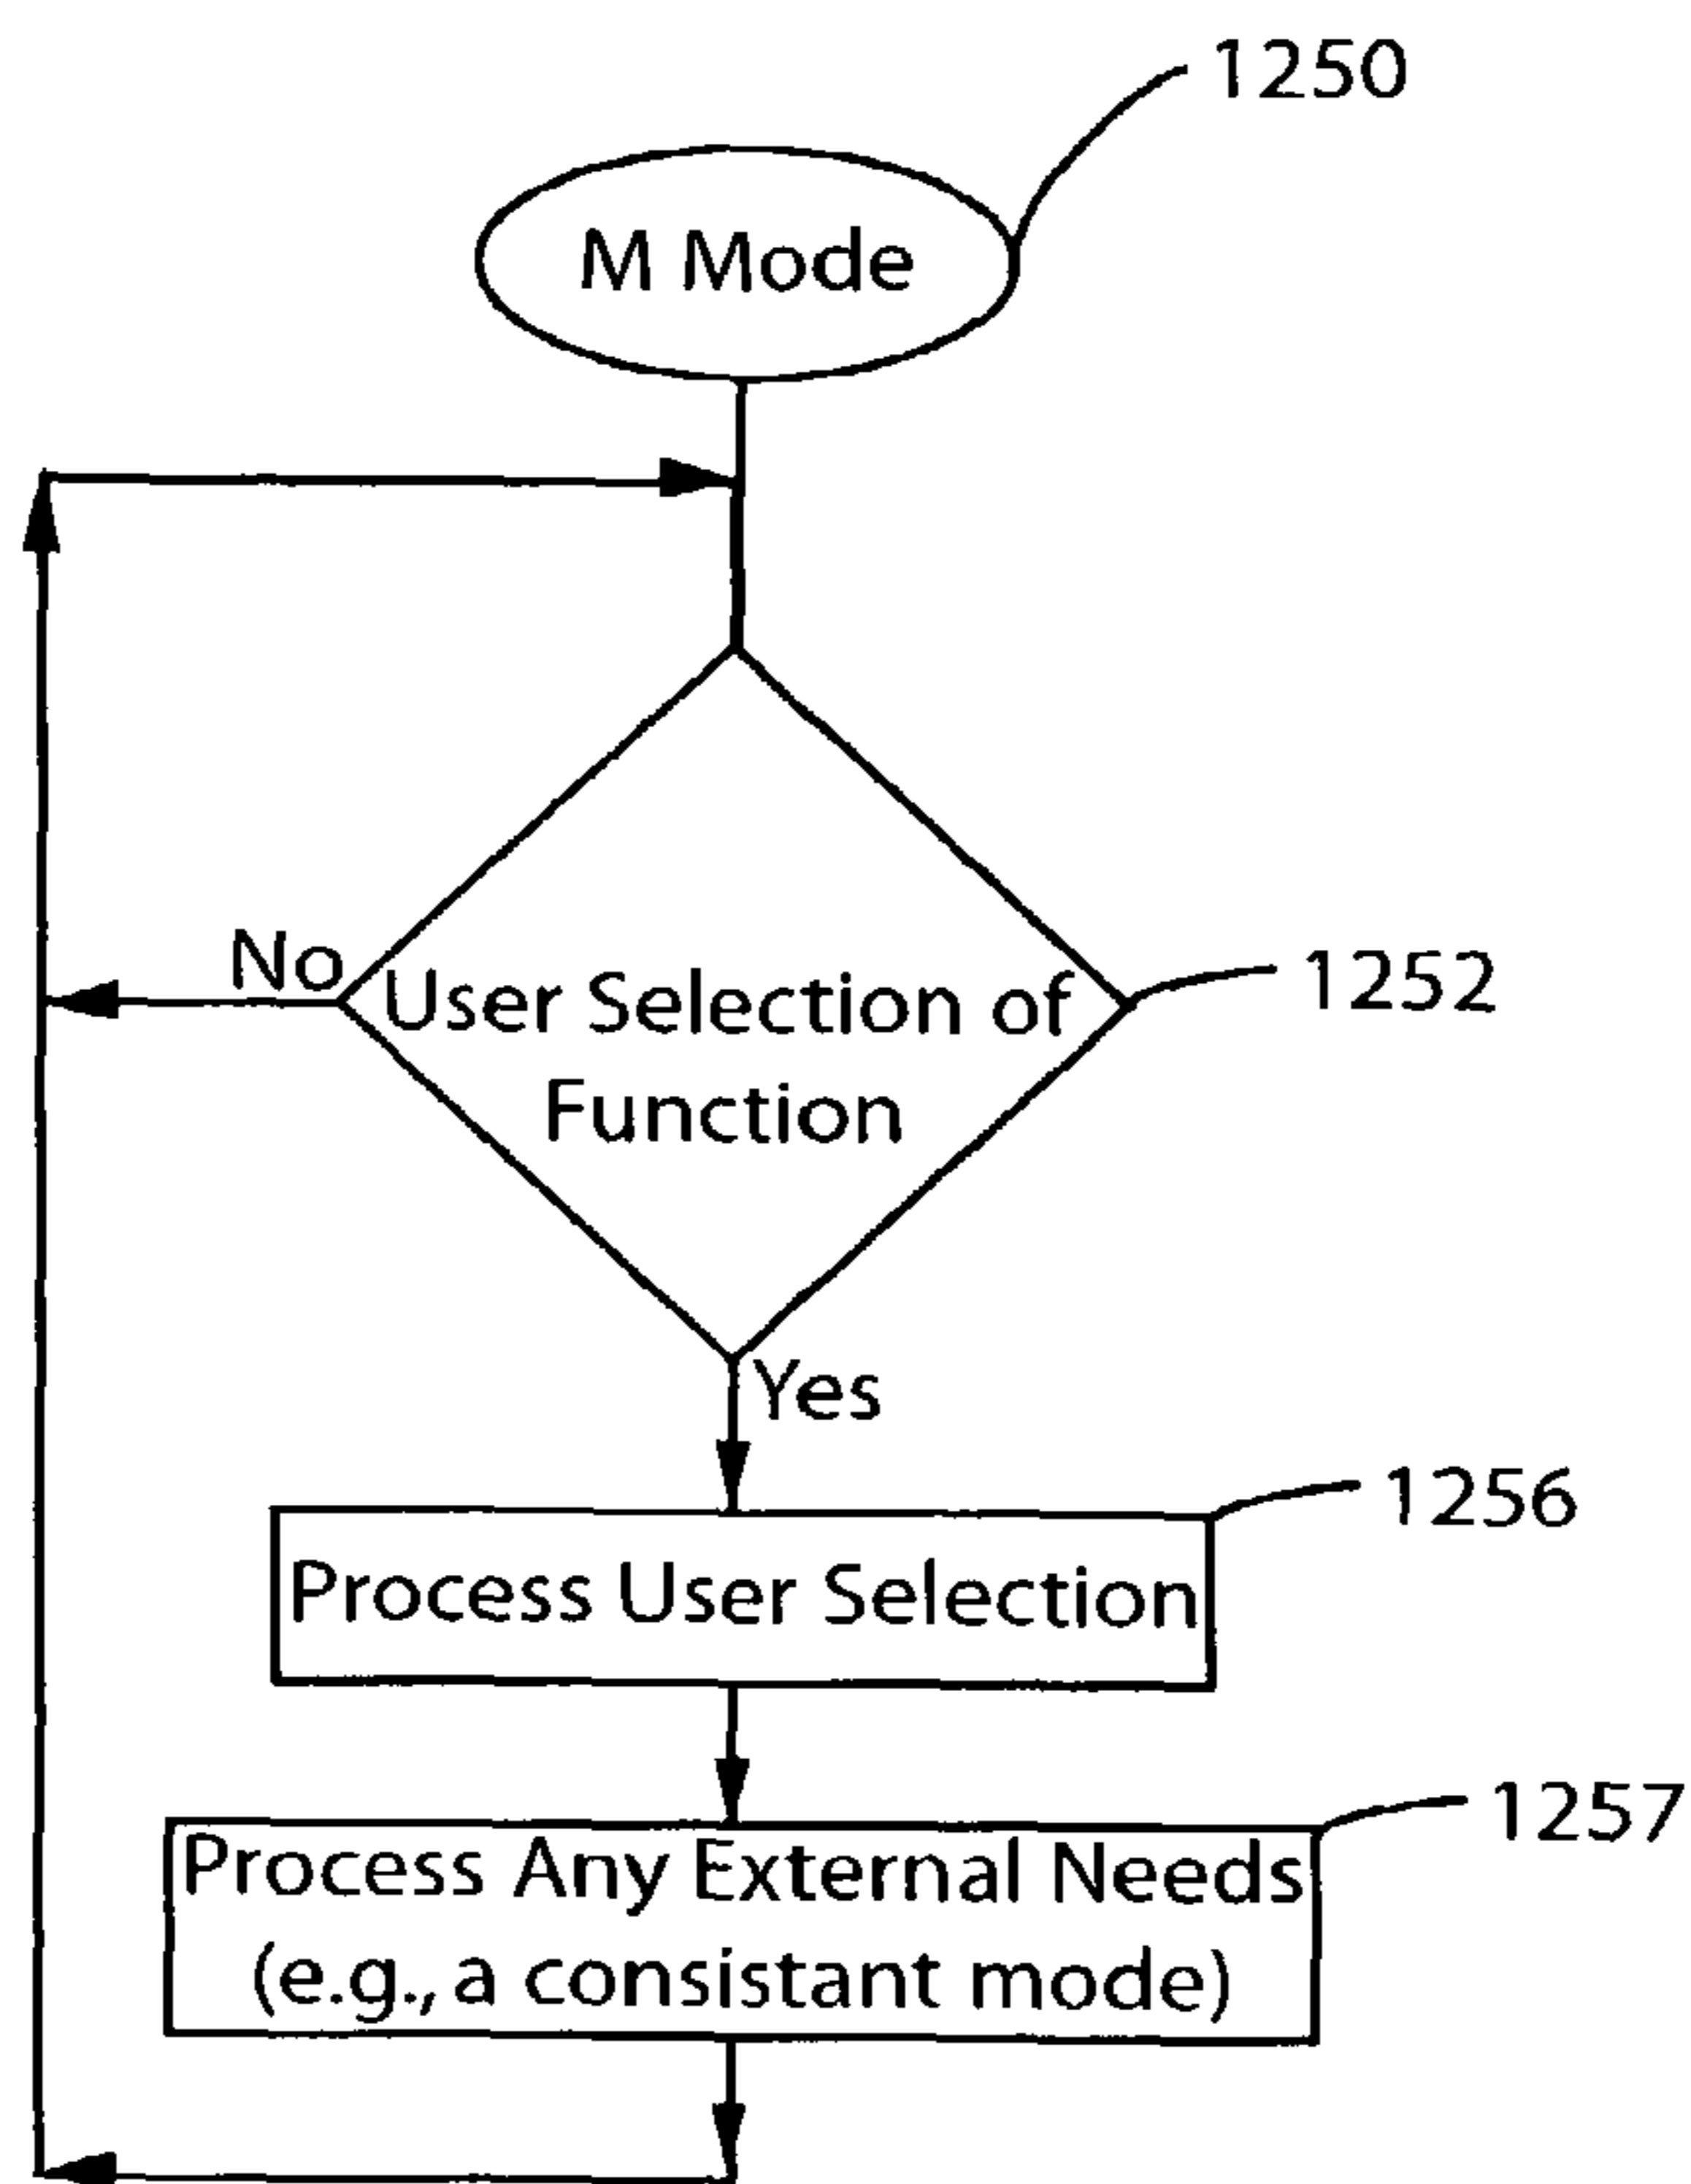 1250
M Mode
No
User Selection of
Function
1252
Yes
1256
Process User Selection
1257
Process Any External Needs
(e.g., a consistant mode)